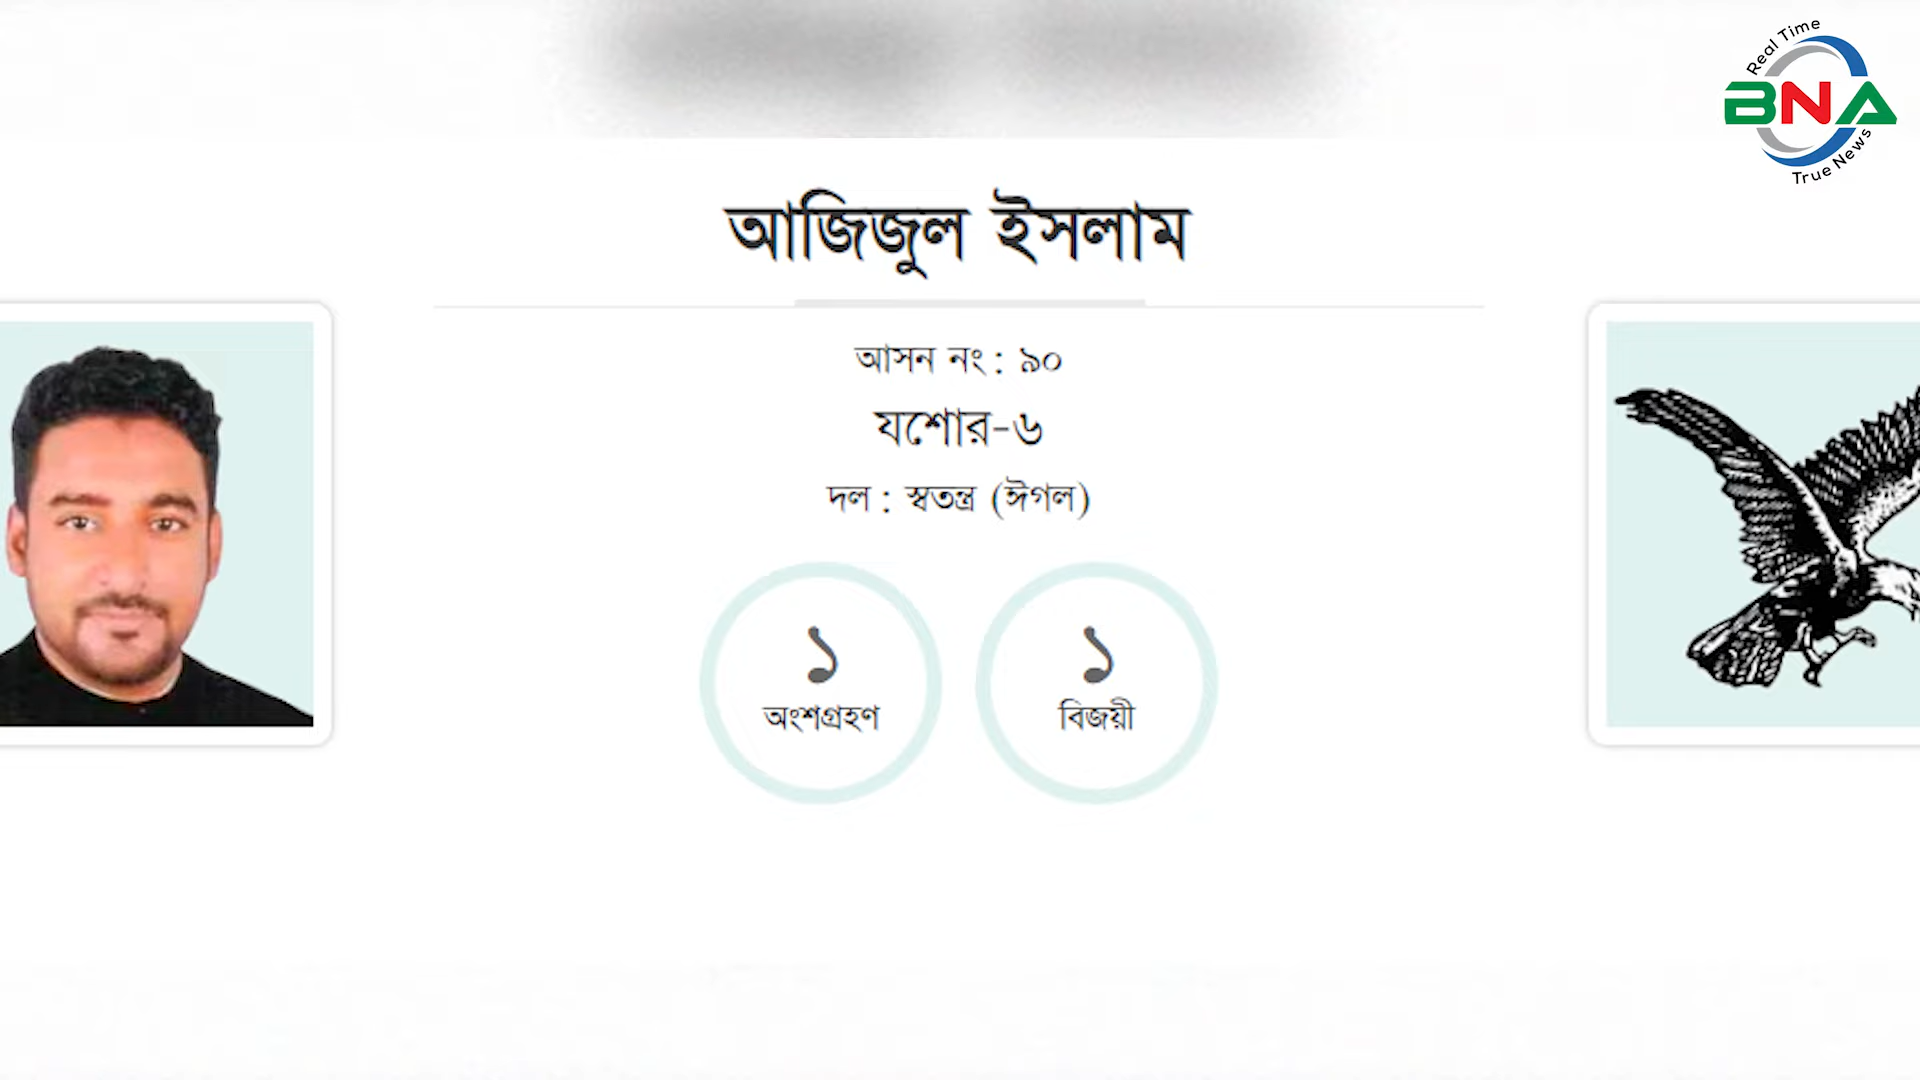 Real Time
BNA
True News
আজিজুল ইসলাম
আসন নং : ৯০
যশোর-৬
দল : স্বতন্ত্র (ঈগল)
১
অংশগ্রহণ
১
বিজয়ী